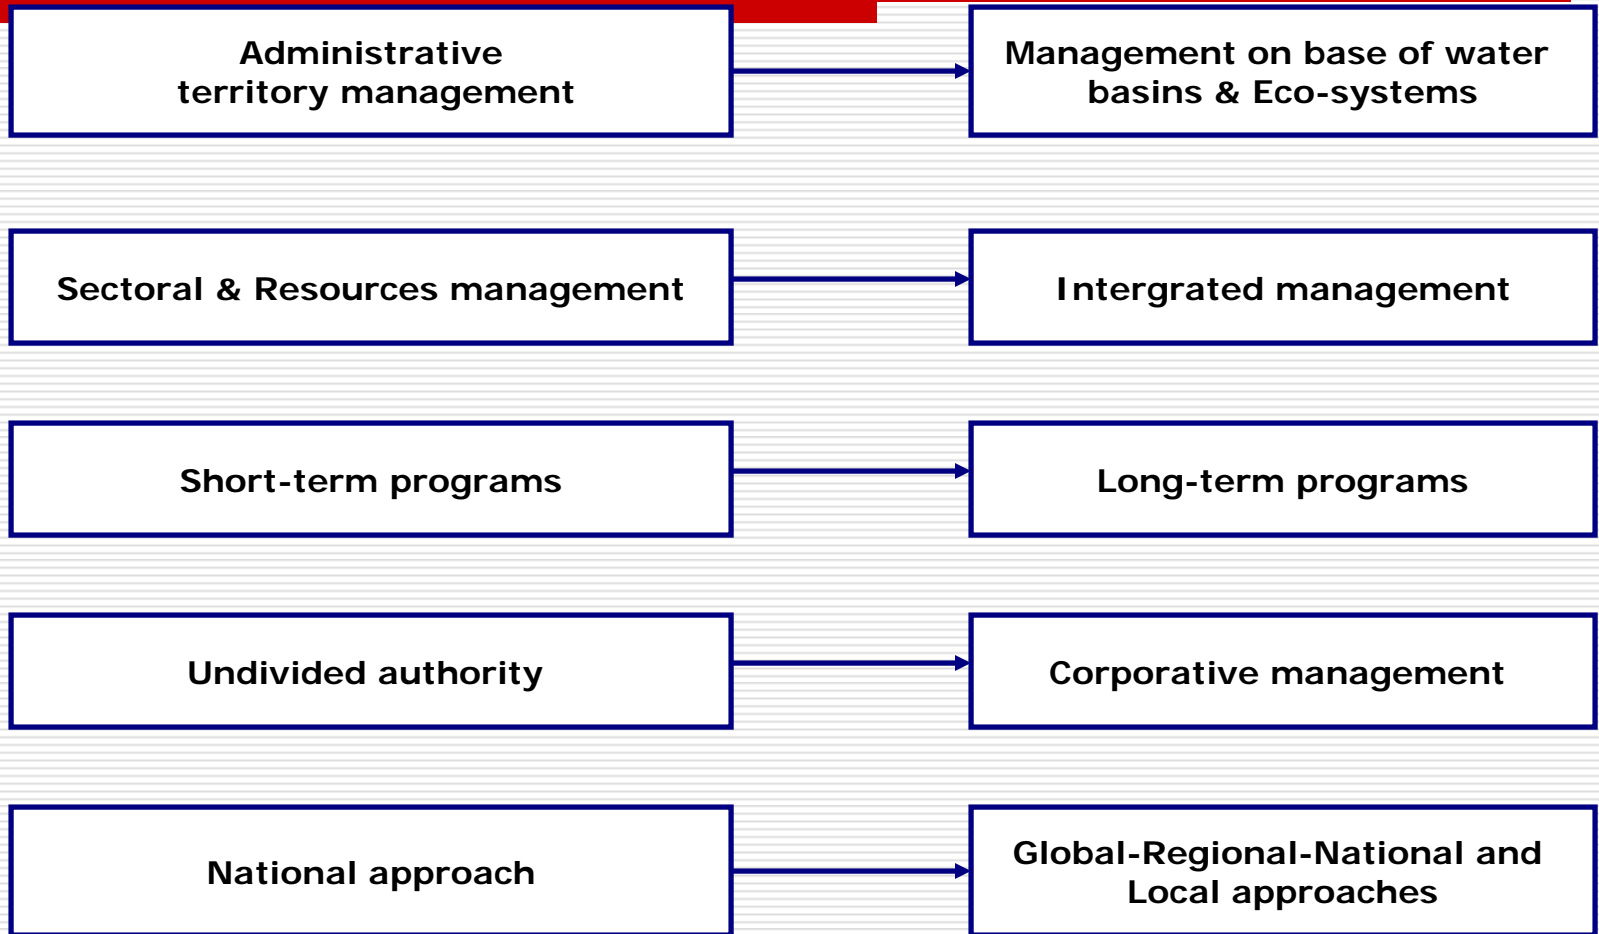 Administrative
territory management
Management on base of water
basins & Eco-systems
Sectoral & Resources management
Intergrated management
Short-term programs
Long-term programs
Undivided authority
Corporative management
National approach
Global-Regional-National and
Local approaches